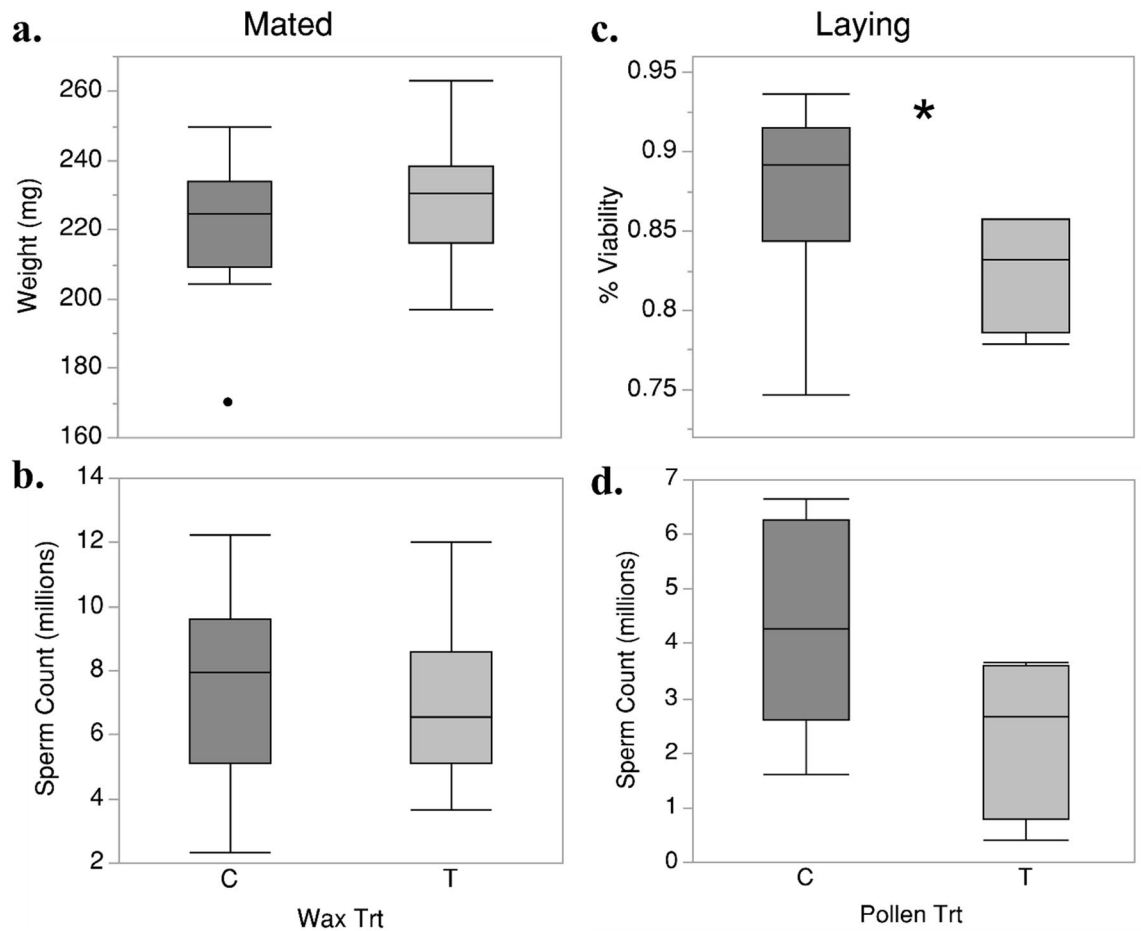 a.
Mated
Weight (mg)
260
240
220
200
180
160
c.
Laying
% Viability
0.95
0.9
0.85
0.8
0.75
*
b.
Sperm Count (millions)
14
12
10
8
6
4
2
C
T
Wax Trt
d.
Sperm Count (millions)
7
6
5
4
3
2
1
0
C
T
Pollen Trt